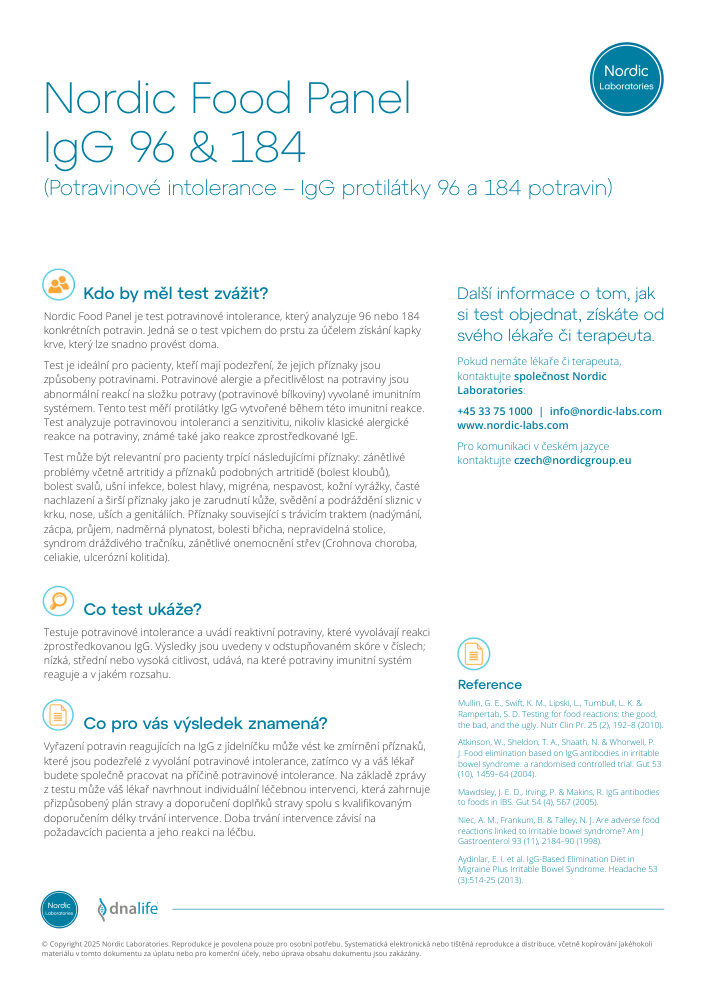 Nordic
Laboratories
Nordic Food Panel
IgG 96 & 184
(Potravinové intolerance – IgG protilátky 96 a 184 potravin)
Kdo by měl test zvážit?
Nordic Food Panel je test potravinové intolerance, který analyzuje 96 nebo 184
konkrétních potravin. Jedná se o test vpichem do prstu za účelem získání kapky
krve, který lze snadno provést doma.
Test je ideální pro pacienty, kteří mají podezření, že jejich příznaky jsou
způsobeny potravinami. Potravinové alergie a přecitlivělost na potraviny jsou
abnormální reakcí na složku potravy (potravinové bílkoviny) vyvolané imunitním
systémem. Tento test měří protilátky IgG vytvořené během této imunitní reakce.
Test analyzuje potravinovou intoleranci a senzitivitu, nikoliv klasické alergické
reakce na potraviny, známé také jako reakce zprostředkované IgE.
Test může být relevantní pro pacienty trpící následujícími příznaky: zánětlivé
problémy včetně artritidy a příznaků podobných artritidě (bolest kloubů),
bolest svalů, ušní infekce, bolest hlavy, migréna, nespavost, kožní vyrážky, časté
nachlazení a širší příznaky jako je zarudnutí kůže, svědění a podráždění sliznic v
krku, nose, uších a genitáliích. Příznaky související s trávicím traktem (nadýmání,
zácpa, průjem, nadměrná plynatost, bolesti břicha, nepravidelná stolice,
syndrom dráždivého tračníku, zánětlivé onemocnění střev (Crohnova choroba,
celiakie, ulcerózní kolitida).
Co test ukáže?
Testuje potravinové intolerance a uvádí reaktivní potraviny, které vyvolávají reakci
zprostředkovanou IgG. Výsledky jsou uvedeny v odstupňovaném skóre v číslech;
nízká, střední nebo vysoká citlivost, udává, na které potraviny imunitní systém
reaguje a v jakém rozsahu.
Co pro vás výsledek znamená?
Vyřazení potravin reagujících na IgG z jídelníčku může vést ke zmírnění příznaků,
které jsou podezřelé z vyvolání potravinové intolerance, zatímco vy a váš lékař
budete společně pracovat na příčině potravinové intolerance. Na základě zprávy
z testu může váš lékař navrhnout individuální léčebnou intervenci, která zahrnuje
přizpůsobený plán stravy a doporučení doplňků stravy spolu s kvalifikovaným
doporučením délky trvání intervence. Doba trvání intervence závisí na
požadavcích pacienta a jeho reakci na léčbu.
Další informace o tom, jak
si test objednat, získáte od
svého lékaře či terapeuta.
Pokud nemáte lékaře či terapeuta,
kontaktujte společnost Nordic
Laboratories:
+45 33 75 1000 | info@nordic-labs.com
www.nordic-labs.com
Pro komunikaci v českém jazyce
kontaktujte czech@nordicgroup.eu
Reference
Mullin, G. E., Swift, K. M., Lipski, L., Turnbull, L. K. &
Rampertab, S. D. Testing for food reactions: the good,
the bad, and the ugly. Nutr Clin Pr. 25 (2), 192–8 (2010).
Atkinson, W., Sheldon, T. A., Shaath, N. & Whorwell, P.
J. Food elimination based on IgG antibodies in irritable
bowel syndrome: a randomised controlled trial. Gut 53
(10), 1459–64 (2004).
Mawdsley, J. E. D., Irving, P. & Makins, R. IgG antibodies
to foods in IBS. Gut 54 (4), 567 (2005).
Niec, A. M., Frankum, B. & Talley, N. J. Are adverse food
reactions linked to irritable bowel syndrome? Am J
Gastroenterol 93 (11), 2184–90 (1998).
Aydinlar, E. I. et al. IgG-Based Elimination Diet in
Migraine Plus Irritable Bowel Syndrome. Headache 53
(3):514-25 (2013).
Nordic
Laboratories
dnalife
© Copyright 2025 Nordic Laboratories. Reprodukce je povolena pouze pro osobní potřebu. Systematická elektronická nebo tištěná reprodukce a distribuce, včetně kopírování jakéhokoli
materiálu v tomto dokumentu za úplatu nebo pro komerční účely, nebo úprava obsahu dokumentu jsou zakázány.